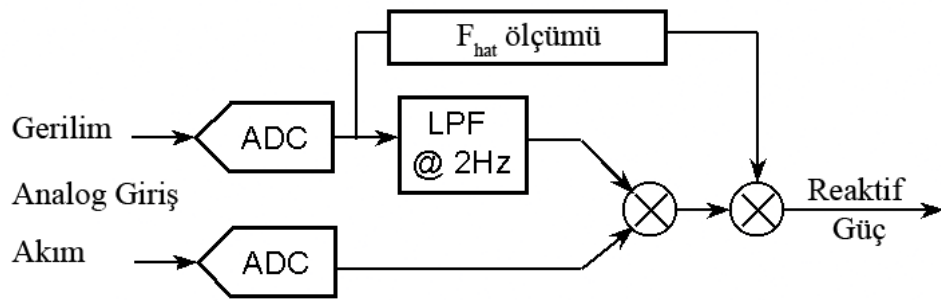 F_hat ölçümü
Gerilim
ADC
LPF
@ 2Hz
Analog Giriş
Reaktif
Güç
Akım
ADC